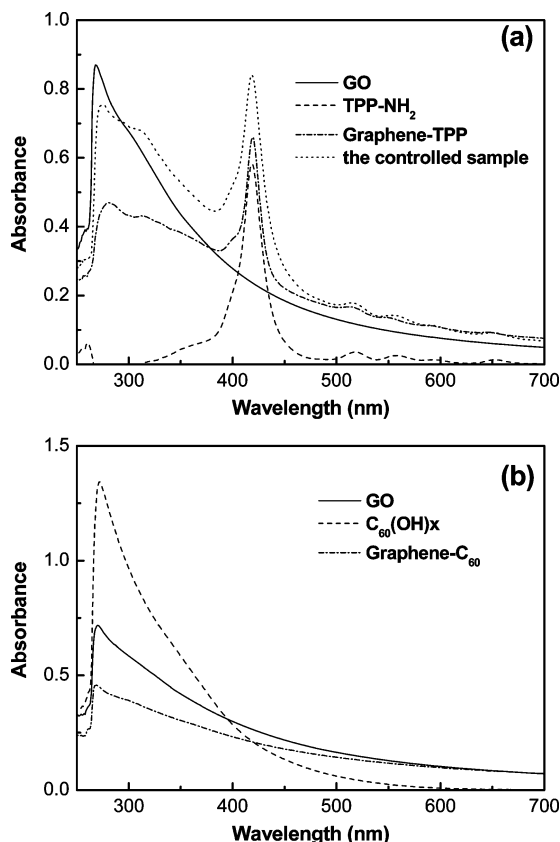 (a)
GO
TPP-NH2
Graphene-TPP
the controlled sample
Absorbance
1.0
0.8
0.6
0.4
0.2
0.0
300 400 500 600 700
Wavelength (nm)
(b)
GO
C60(OH)x
Graphene-C60
Absorbance
1.5
1.0
0.5
0.0
300 400 500 600 700
Wavelength (nm)